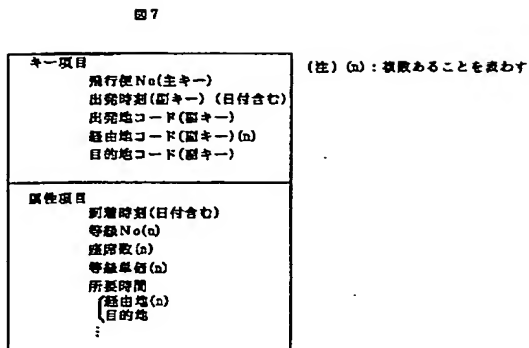 図7
キー項目
(注) (n) : 複数あることを表わす
飛行便No(主キー)
出発時刻(副キー) (日付含む)
出発地コード(副キー)
経由地コード(副キー)(n)
目的地コード(副キー)
属性項目
到着時刻(日付含む)
等級No(n)
座席数(n)
等級単価(n)
所要時間
経由地(n)
目的地
⋮